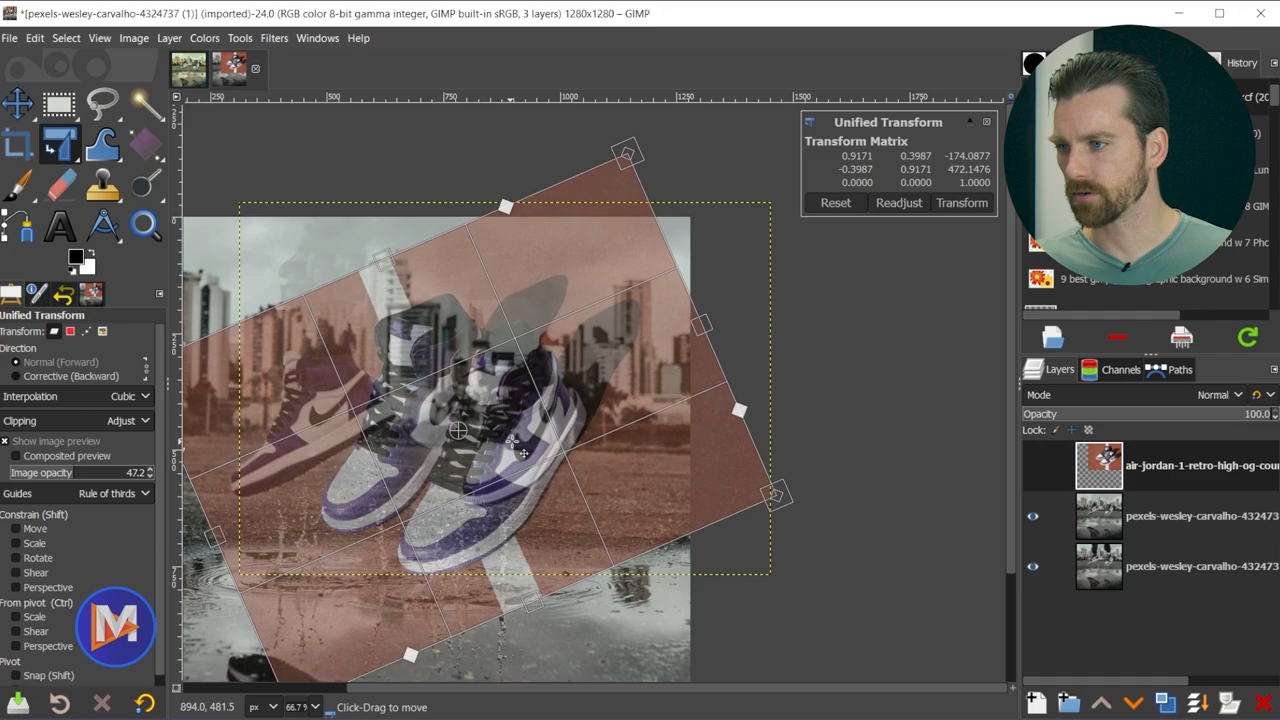 *[pexels-wesley-carvalho-4324737 (1)] (imported)-24.0 (RGB color 8-bit gamma integer, GIMP built-in sRGB, 3 layers) 1280x1280 – GIMP
File Edit Select View Image Layer Colors Tools Filters Windows Help
History
250 500 750 1000 1250 1500 1750
Unified Transform
Transform Matrix
0.9171 0.3987 -174.0877
-0.3987 0.9171 472.1476
0.0000 0.0000 1.0000
Reset Readjust Transform
Unified Transform
Transform:
Direction
Normal (Forward)
Corrective (Backward)
Interpolation Cubic
Clipping Adjust
Show image preview
Composited preview
Image opacity 47.2
Guides Rule of thirds
Constrain (Shift)
Move
Scale
Rotate
Shear
Perspective
From pivot (Ctrl)
Scale
Shear
Perspective
Pivot
Snap (Shift)
M
w 7 Pho
9 best gi graphic background w 6 Sim
Layers Channels Paths
Mode Normal
Opacity 100.0
Lock:
air-jordan-1-retro-high-og-cou
pexels-wesley-carvalho-432473
pexels-wesley-carvalho-432473
894.0, 481.5 px 66.7 % Click-Drag to move